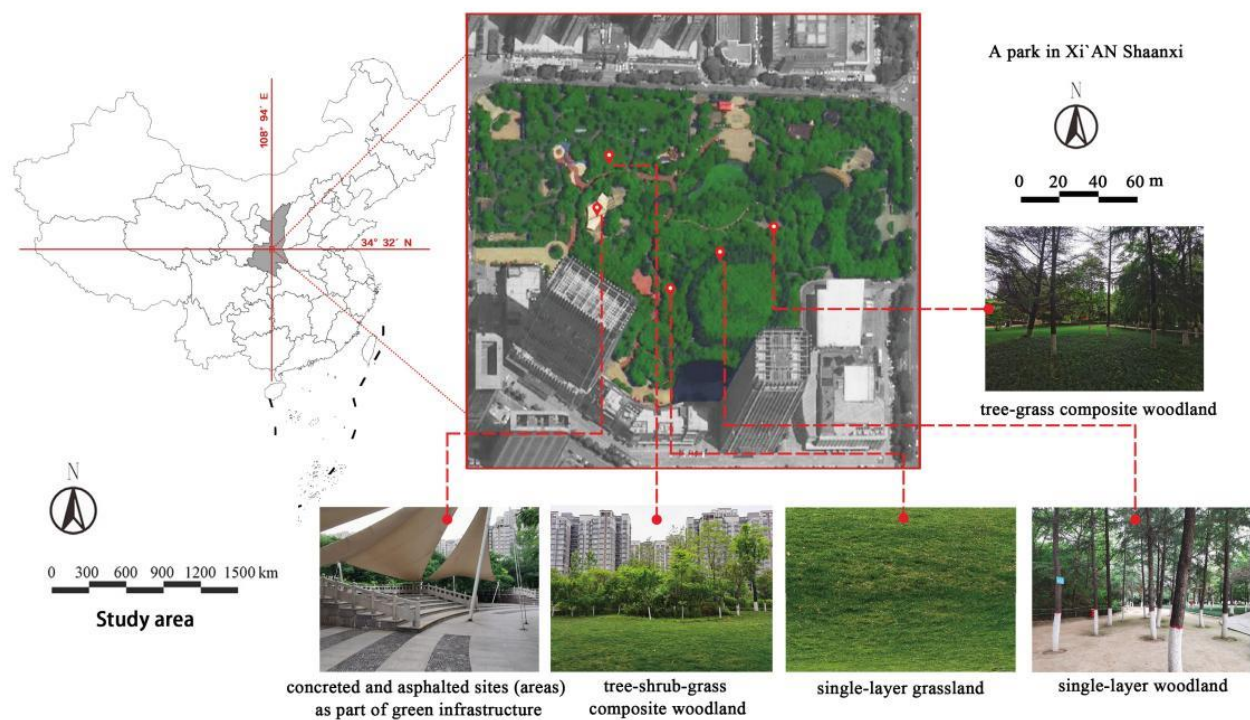 A park in Xi`AN Shaanxi
N
0 20 40 60 m
108° 94′ E
34° 32′ N
tree-grass composite woodland
N
0 300 600 900 1200 1500 km
Study area
concreted and asphalted sites (areas)
as part of green infrastructure
tree-shrub-grass
composite woodland
single-layer grassland
single-layer woodland